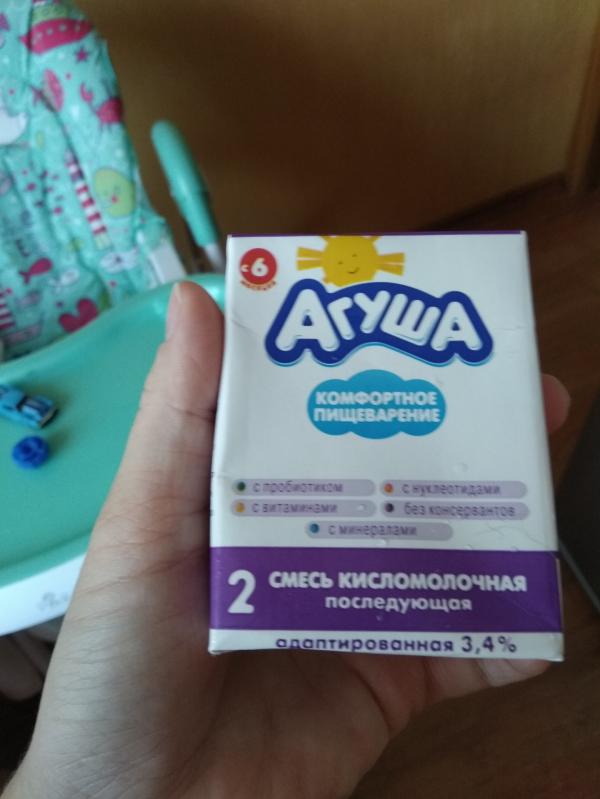 с 6
месяцев
Агуша
КОМФОРТНОЕ
ПИЩЕВАРЕНИЕ
с пробиотиком
с нуклеотидами
с витаминами
без консервантов
с минералами
2 СМЕСЬ КИСЛОМОЛОЧНАЯ
последующая
адаптированная 3,4%